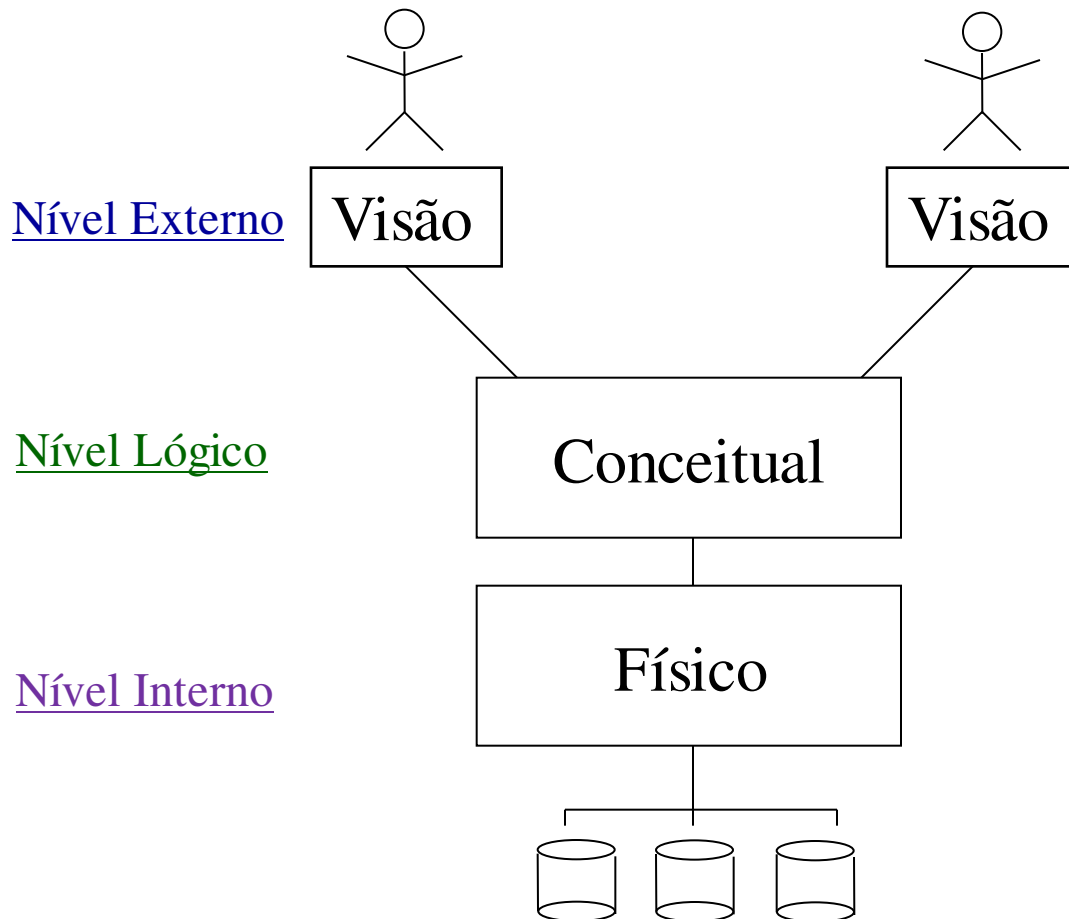 Nível Externo
Visão
Visão
Nível Lógico
Conceitual
Nível Interno
Físico